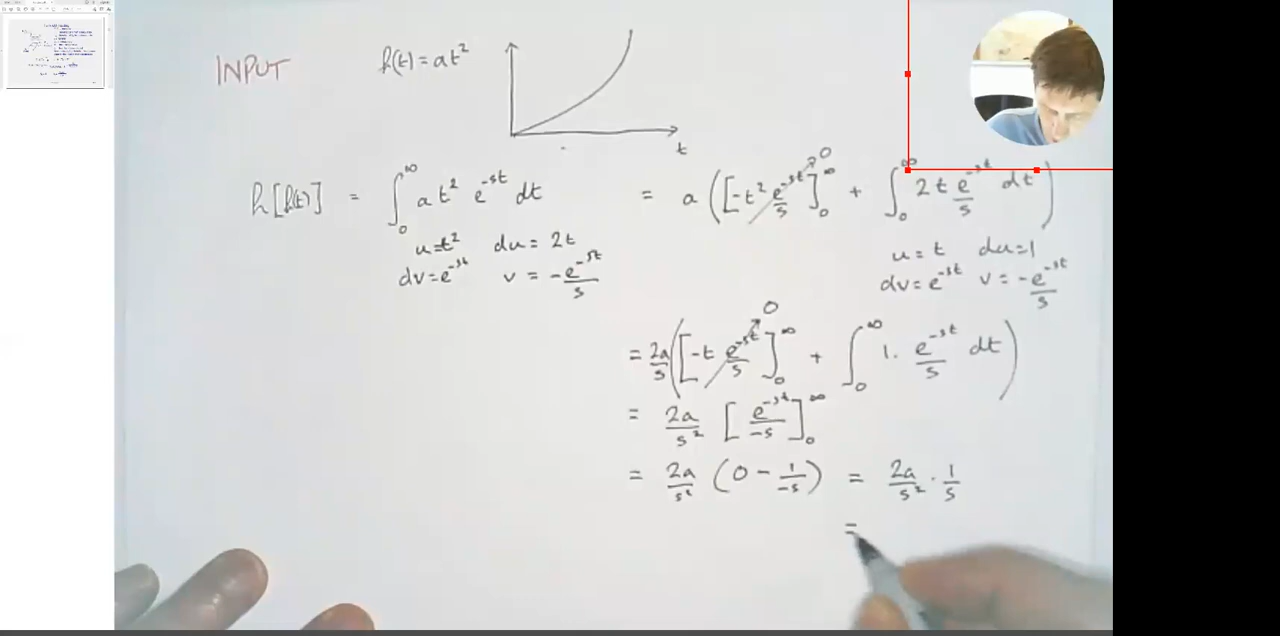 INPUT h(t) = at²
t
h[h(t)] = ∫₀^∞ at² e^-st dt = a([-t² e^-st/s]₀^∞ → 0 + ∫₀^∞ 2t e^-st/s dt)
u=t² du = 2t u = t du=1
dv=e^-st v = -e^-st/s dv = e^-st v = -e^-st/s
= 2a/s([-t e^-st/s]₀^∞ → 0 + ∫₀^∞ 1. e^-st/s dt)
= 2a/s² [e^-st/-s]₀^∞
= 2a/s² (0 - 1/-s) = 2a/s² . 1/s
=